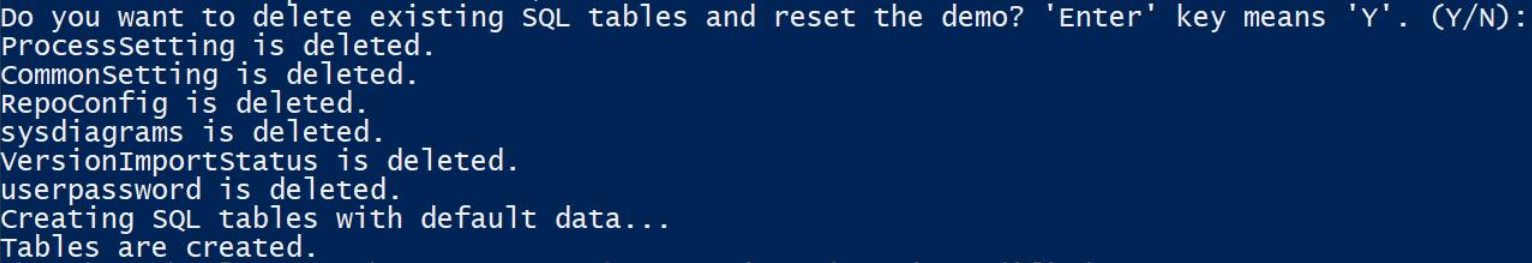 Do you want to delete existing SQL tables and reset the demo? 'Enter' key means 'Y'. (Y/N):
ProcessSetting is deleted.
CommonSetting is deleted.
RepoConfig is deleted.
sysdiagrams is deleted.
VersionImportStatus is deleted.
userpassword is deleted.
Creating SQL tables with default data...
Tables are created.